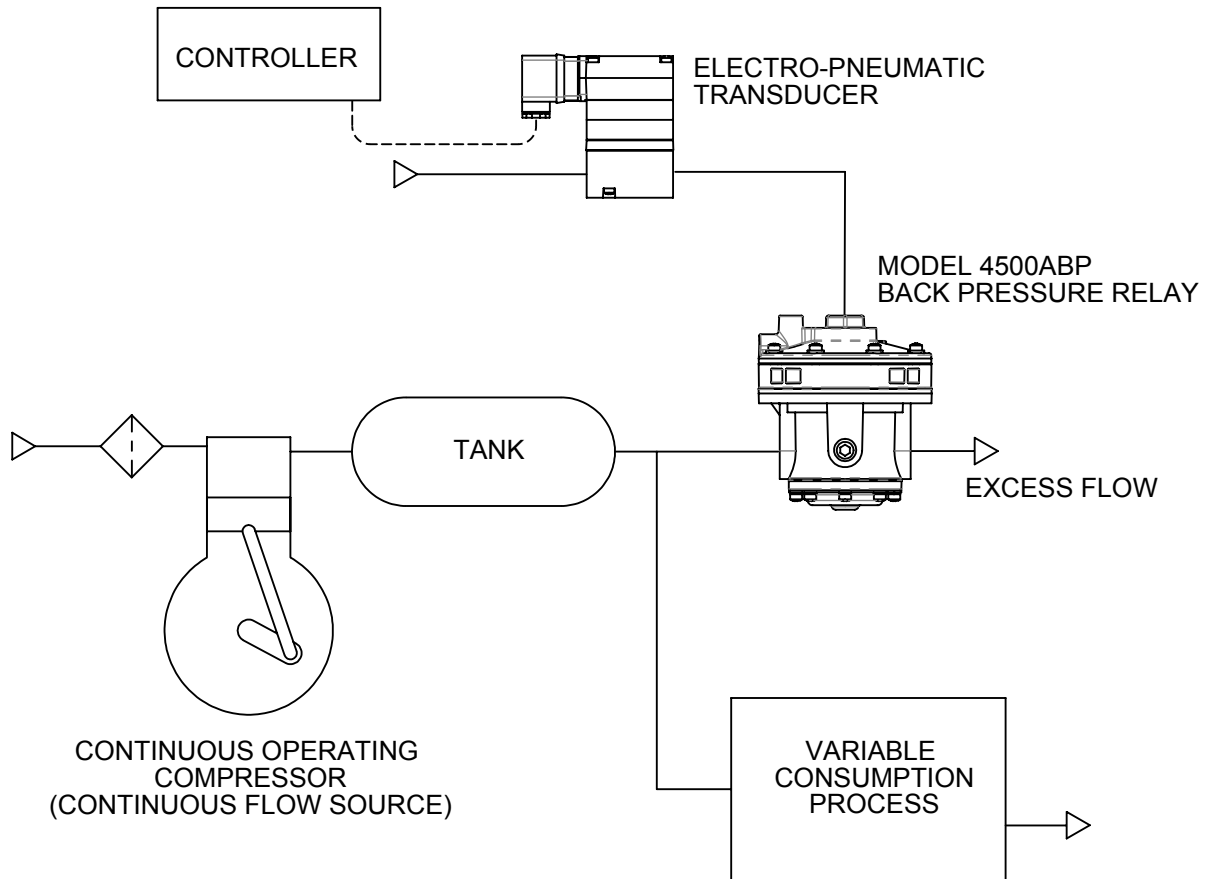 CONTROLLER
ELECTRO-PNEUMATIC
TRANSDUCER
MODEL 4500ABP
BACK PRESSURE RELAY
TANK
EXCESS FLOW
CONTINUOUS OPERATING
COMPRESSOR
(CONTINUOUS FLOW SOURCE)
VARIABLE
CONSUMPTION
PROCESS